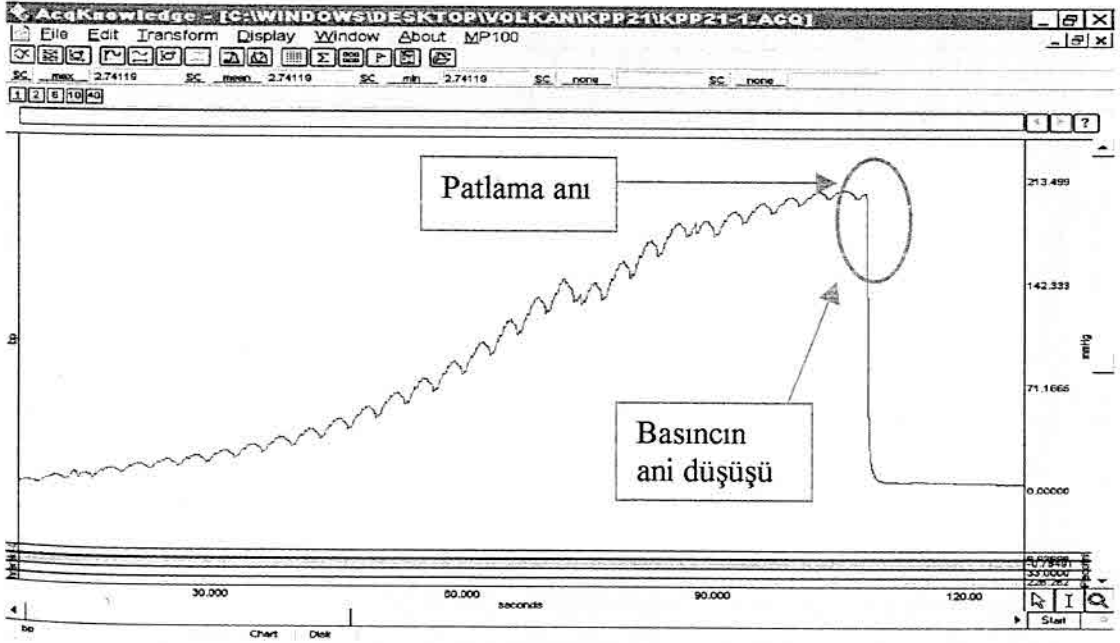 AcqKnowledge - [C:\WINDOWS\DESKTOP\VOLKAN\KPP21\KPP21-1.ACQ]
File Edit Transform Display Window About MP100
SC max 2.74119 SC mean 2.74119 SC min 2.74119 SC none SC none
1 2 6 10 40
?
Patlama anı
213.499
142.333
bp
mmHg
71.1665
Basıncın
ani düşüşü
0.00000
30.000 60.000 90.000 120.00
seconds
Start
bp
Chart Disk